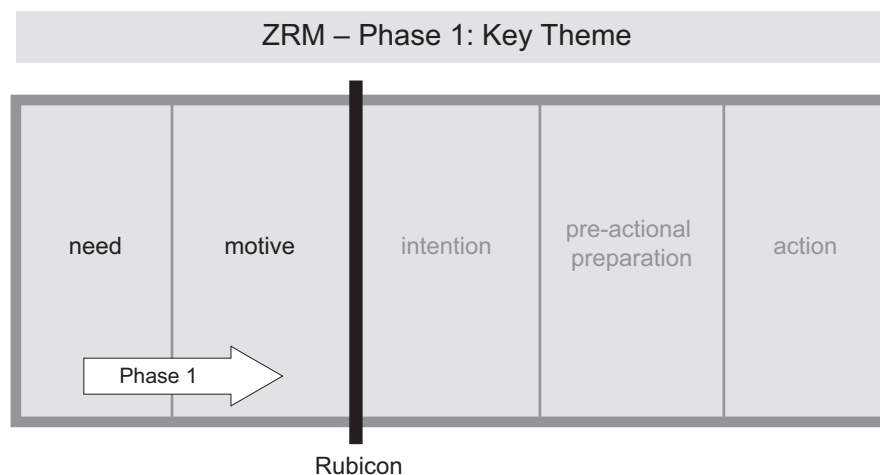 ZRM – Phase 1: Key Theme
need
motive
intention
pre-actional
preparation
action
Phase 1
Rubicon